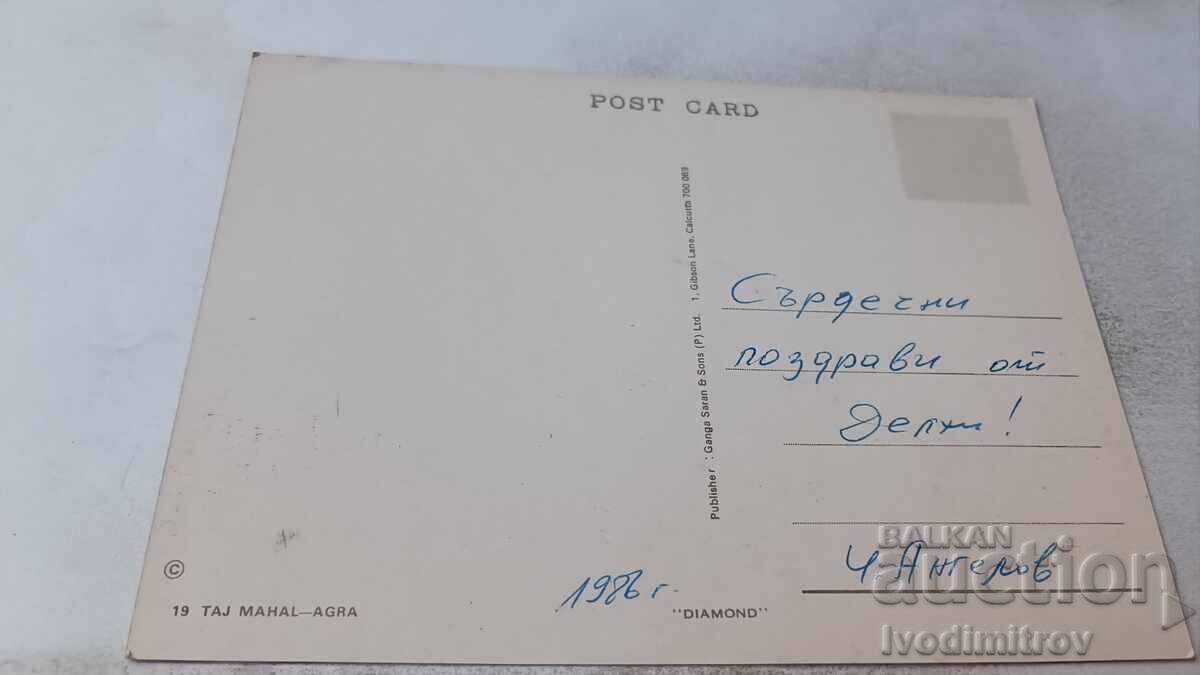 POST CARD
Publisher : Ganga Saran & Sons (P) Ltd. 1, Gibson Lane, Calcutta 700 069
Сърдечни
поздрави от
Делхи!
Ч. Ангелов
1986 г.
©
19 TAJ MAHAL—AGRA
"DIAMOND"
BALKAN
auction
Ivodimitrov